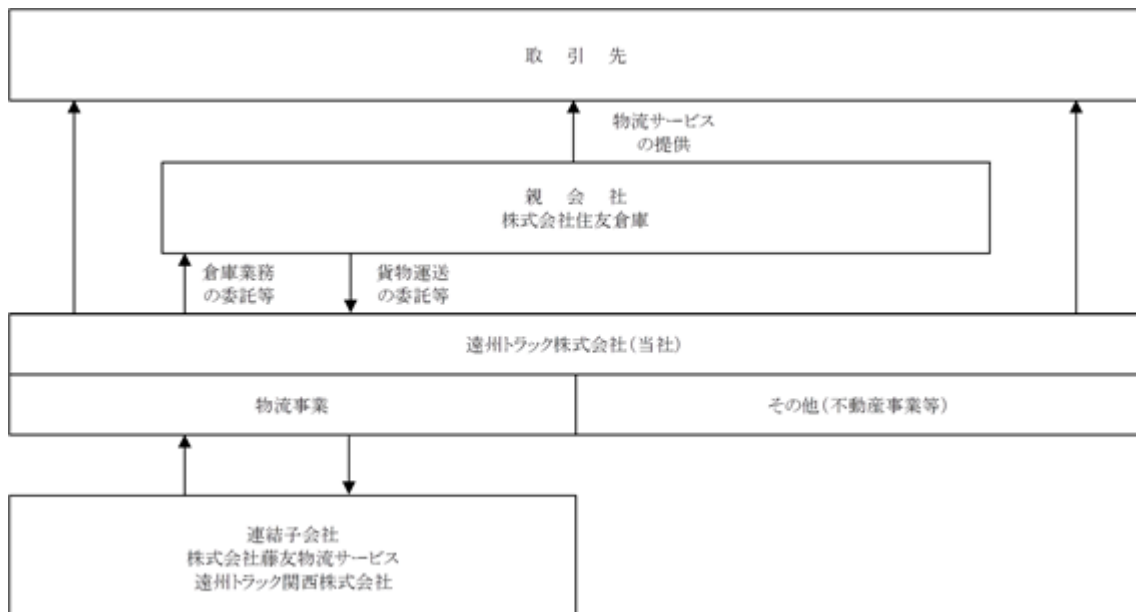 取引先
物流サービス
の提供
親会社
株式会社住友倉庫
倉庫業務
の委託等
貨物運送
の委託等
遠州トラック株式会社(当社)
物流事業
その他(不動産事業等)
連結子会社
株式会社藤友物流サービス
遠州トラック関西株式会社